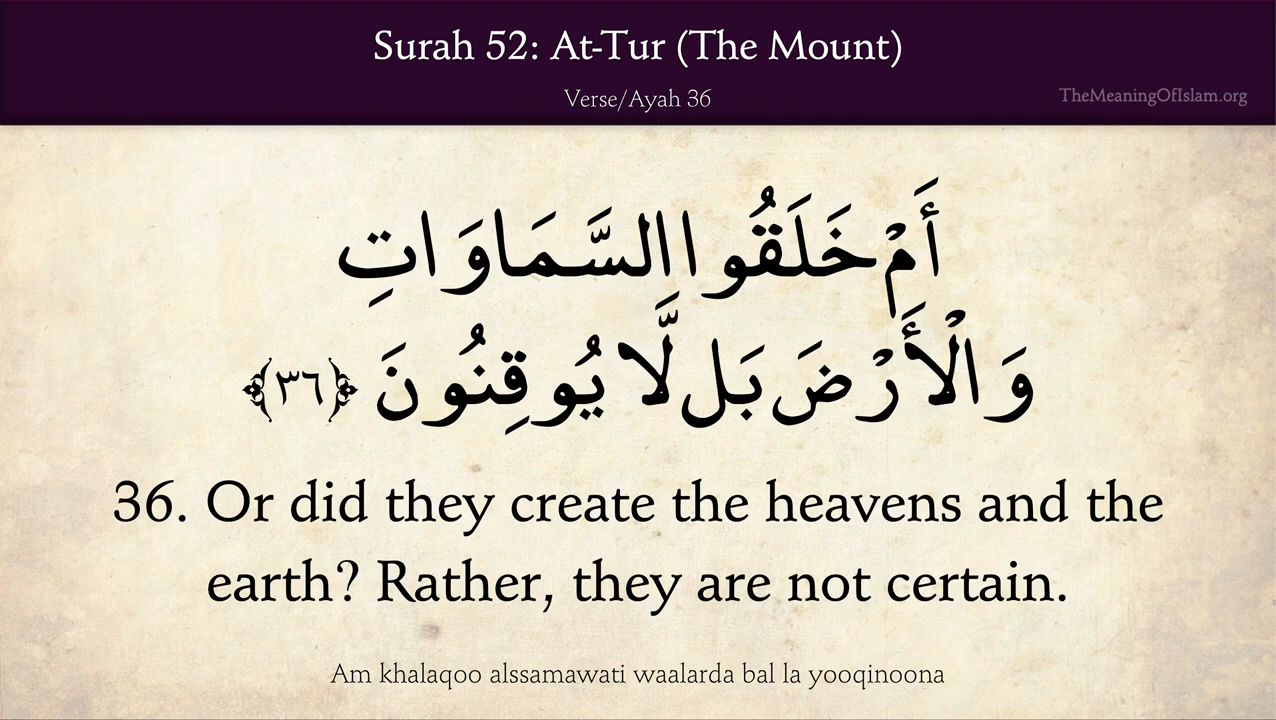 Surah 52: At-Tur (The Mount)
Verse/Ayah 36
TheMeaningOfIslam.org
أَمْ خَلَقُوا السَّمَاوَاتِ
وَالْأَرْضَ بَل لَّا يُوقِنُونَ ﴿٣٦﴾
36. Or did they create the heavens and the
earth? Rather, they are not certain.
Am khalaqoo alssamawati waalarda bal la yooqinoona